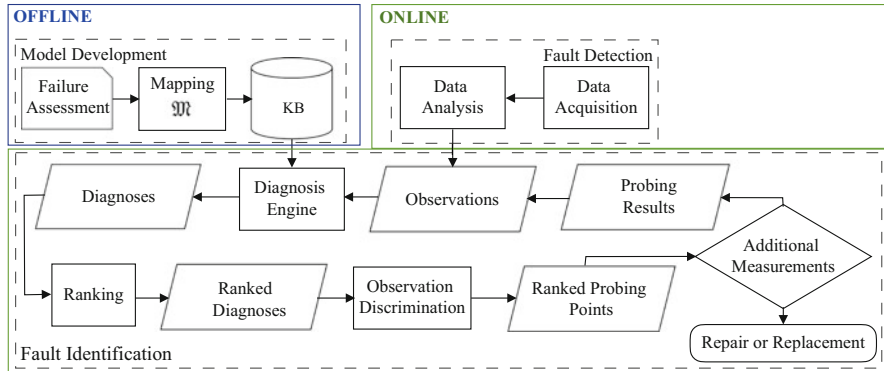 OFFLINE
ONLINE
Model Development
Fault Detection
Failure
Assessment
Mapping
𝔐
KB
Data
Analysis
Data
Acquisition
Diagnoses
Diagnosis
Engine
Observations
Probing
Results
Additional
Measurements
Ranking
Ranked
Diagnoses
Observation
Discrimination
Ranked Probing
Points
Repair or Replacement
Fault Identification